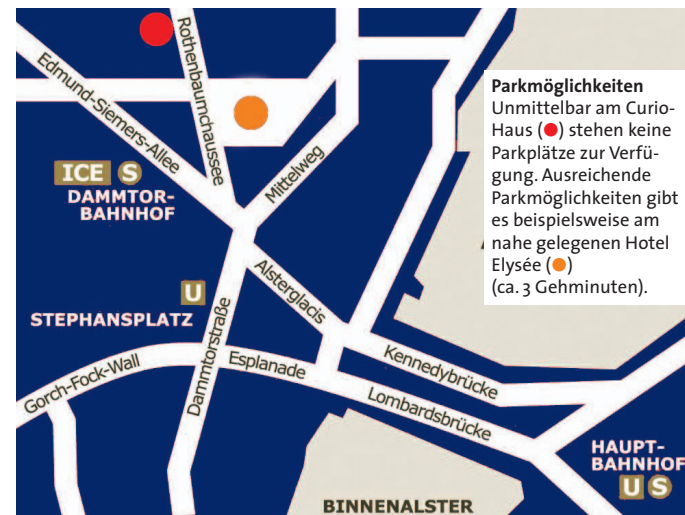 Rothenbaumchaussee
Edmund-Siemers-Allee
Parkmöglichkeiten
Unmittelbar am Curio-
Haus (●) stehen keine
Parkplätze zur Verfü-
gung. Ausreichende
Parkmöglichkeiten gibt
es beispielsweise am
nahe gelegenen Hotel
Elysée (●)
(ca. 3 Gehminuten).
ICE S
DAMMTOR-
BAHNHOF
Mittelweg
Alsterglacis
U
STEPHANSPLATZ
Dammtorstraße
Gorch-Fock-Wall
Esplanade
Kennedybrücke
Lombardsbrücke
HAUPT-
BAHNHOF
U S
BINNENALSTER